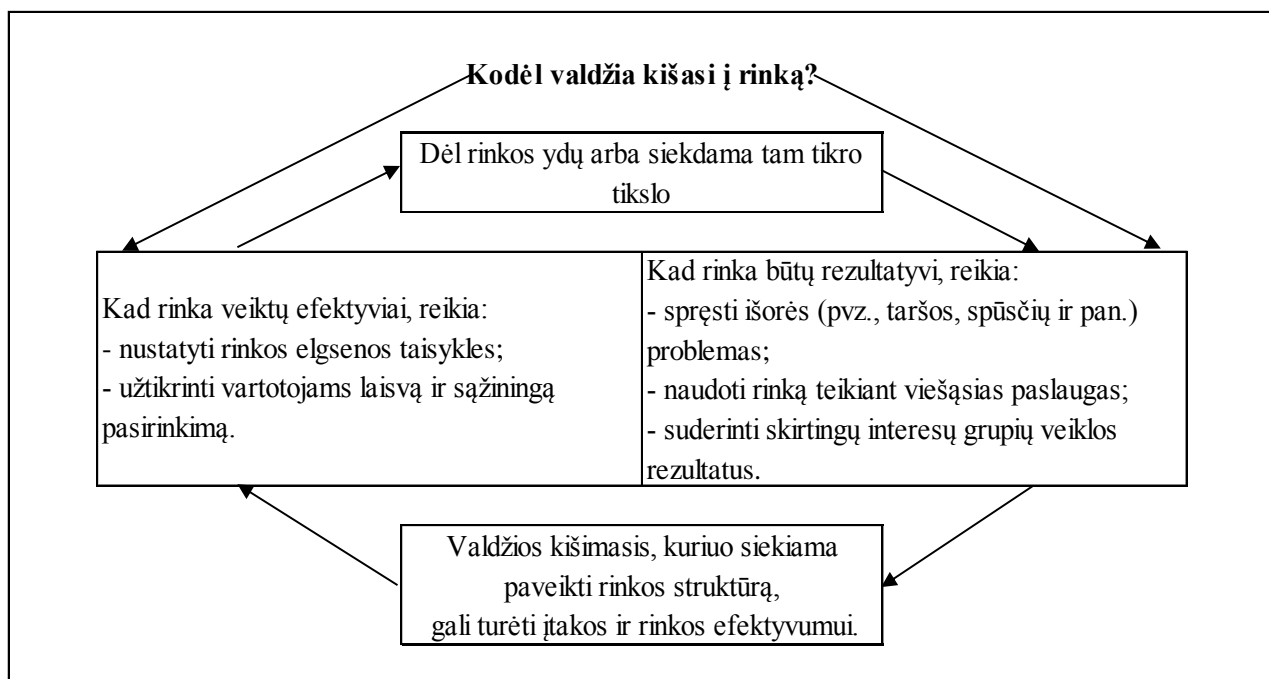 Kodėl valdžia kišasi į rinką?
Dėl rinkos ydų arba siekdama tam tikro
tikslo
Kad rinka veiktų efektyviai, reikia:
- nustatyti rinkos elgsenos taisykles;
- užtikrinti vartotojams laisvą ir sąžiningą
pasirinkimą.
Kad rinka būtų rezultatyvi, reikia:
- spręsti išorės (pvz., taršos, spūsčių ir pan.)
problemas;
- naudoti rinką teikiant viešąsias paslaugas;
- suderinti skirtingų interesų grupių veiklos
rezultatus.
Valdžios kišimasis, kuriuo siekiama
paveikti rinkos struktūrą,
gali turėti įtakos ir rinkos efektyvumui.